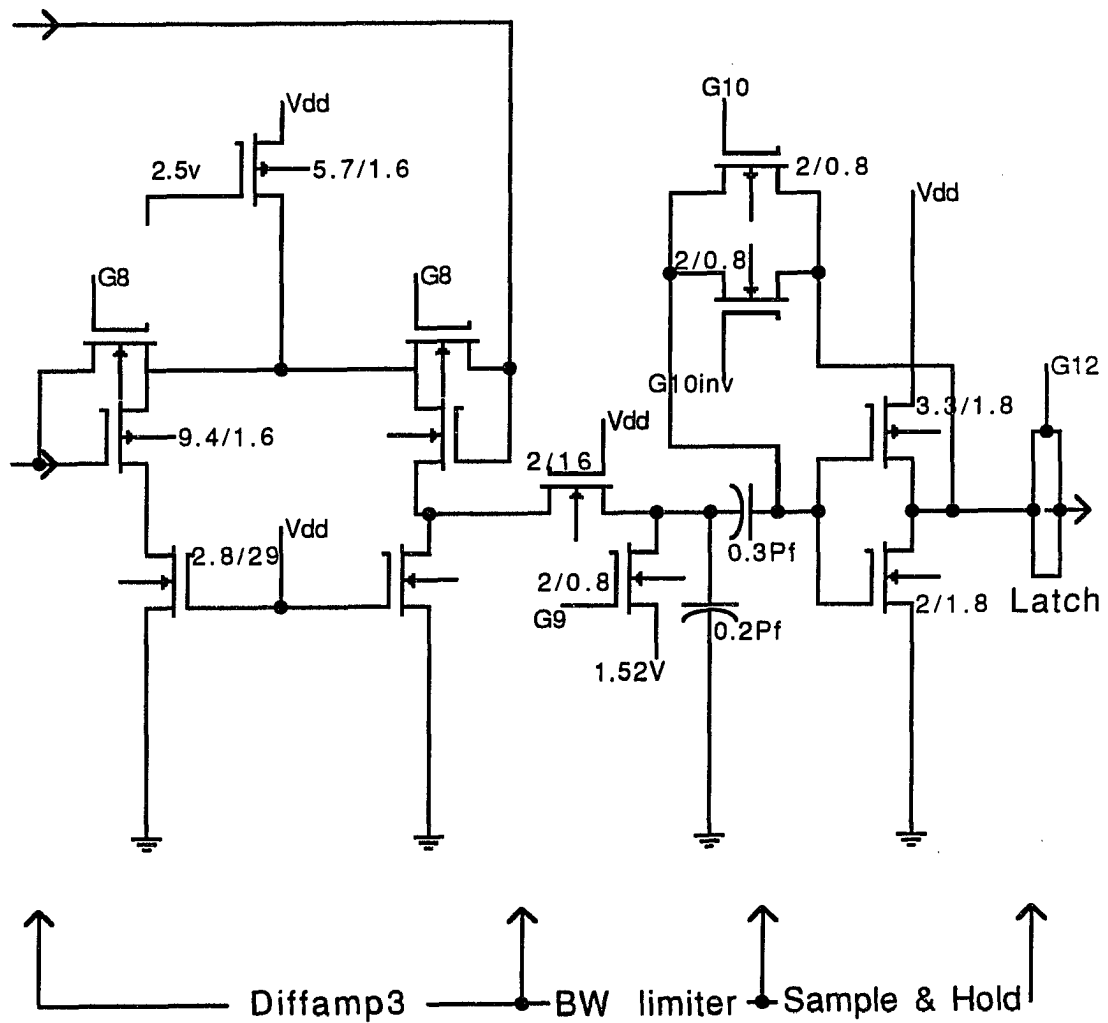 G10
Vdd
2/0.8
2.5v
5.7/1.6
Vdd
2/0.8
G8
G8
G12
G10inv
3.3/1.8
9.4/1.6
Vdd
2/16
Vdd
2.8/29
0.3Pf
2/0.8
G9
2/1.8
Latch
0.2Pf
1.52V
Diffamp3
BW limiter
Sample & Hold